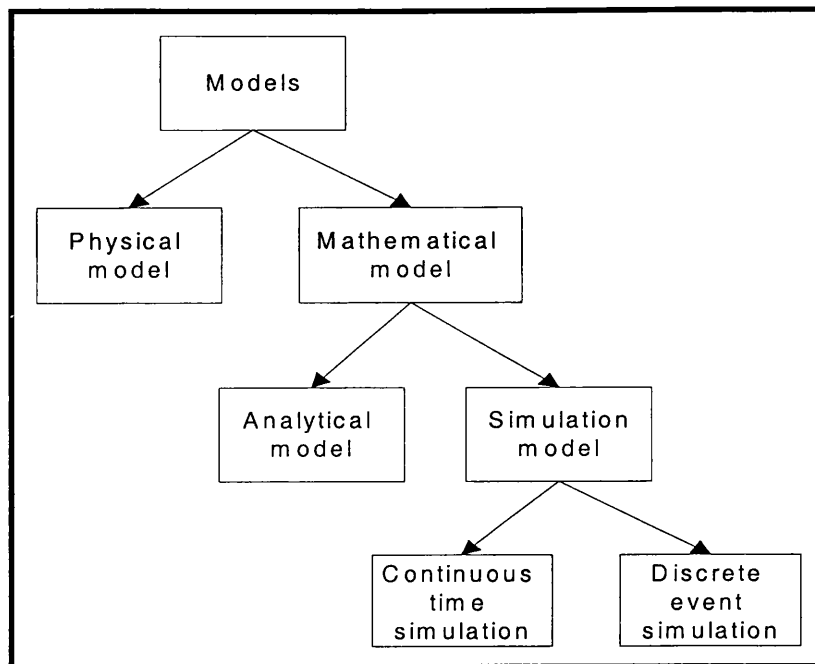 Models
Physical
model
Mathematical
model
Analytical
model
Simulation
model
Continuous
time
simulation
Discrete
event
simulation